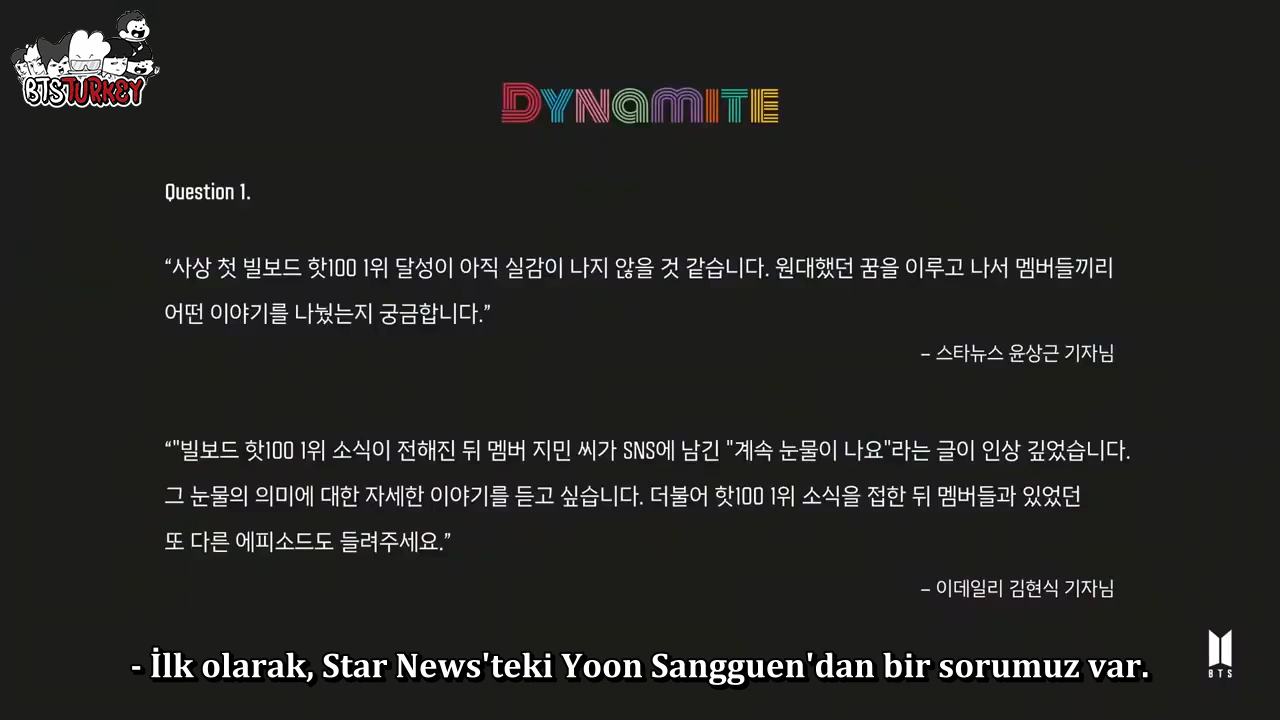 BTSTURKEY
DYNAMITE
Question 1.
“사상 첫 빌보드 핫100 1위 달성이 아직 실감이 나지 않을 것 같습니다. 원대했던 꿈을 이루고 나서 멤버들끼리
어떤 이야기를 나눴는지 궁금합니다.”
– 스타뉴스 윤상근 기자님
“"빌보드 핫100 1위 소식이 전해진 뒤 멤버 지민 씨가 SNS에 남긴 "계속 눈물이 나요"라는 글이 인상 깊었습니다.
그 눈물의 의미에 대한 자세한 이야기를 듣고 싶습니다. 더불어 핫100 1위 소식을 접한 뒤 멤버들과 있었던
또 다른 에피소드도 들려주세요.”
– 이데일리 김현식 기자님
- İlk olarak, Star News'teki Yoon Sangguen'dan bir sorumuz var.
BTS